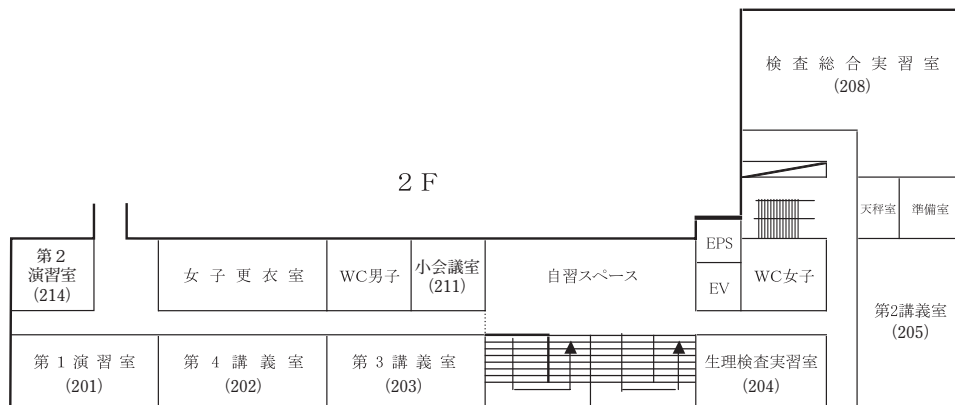 検査総合実習室
(208)
2F
天秤室
準備室
第2
演習室
(214)
女子更衣室
WC男子
小会議室
(211)
自習スペース
EPS
EV
WC女子
第2講義室
(205)
第1演習室
(201)
第4講義室
(202)
第3講義室
(203)
生理検査実習室
(204)